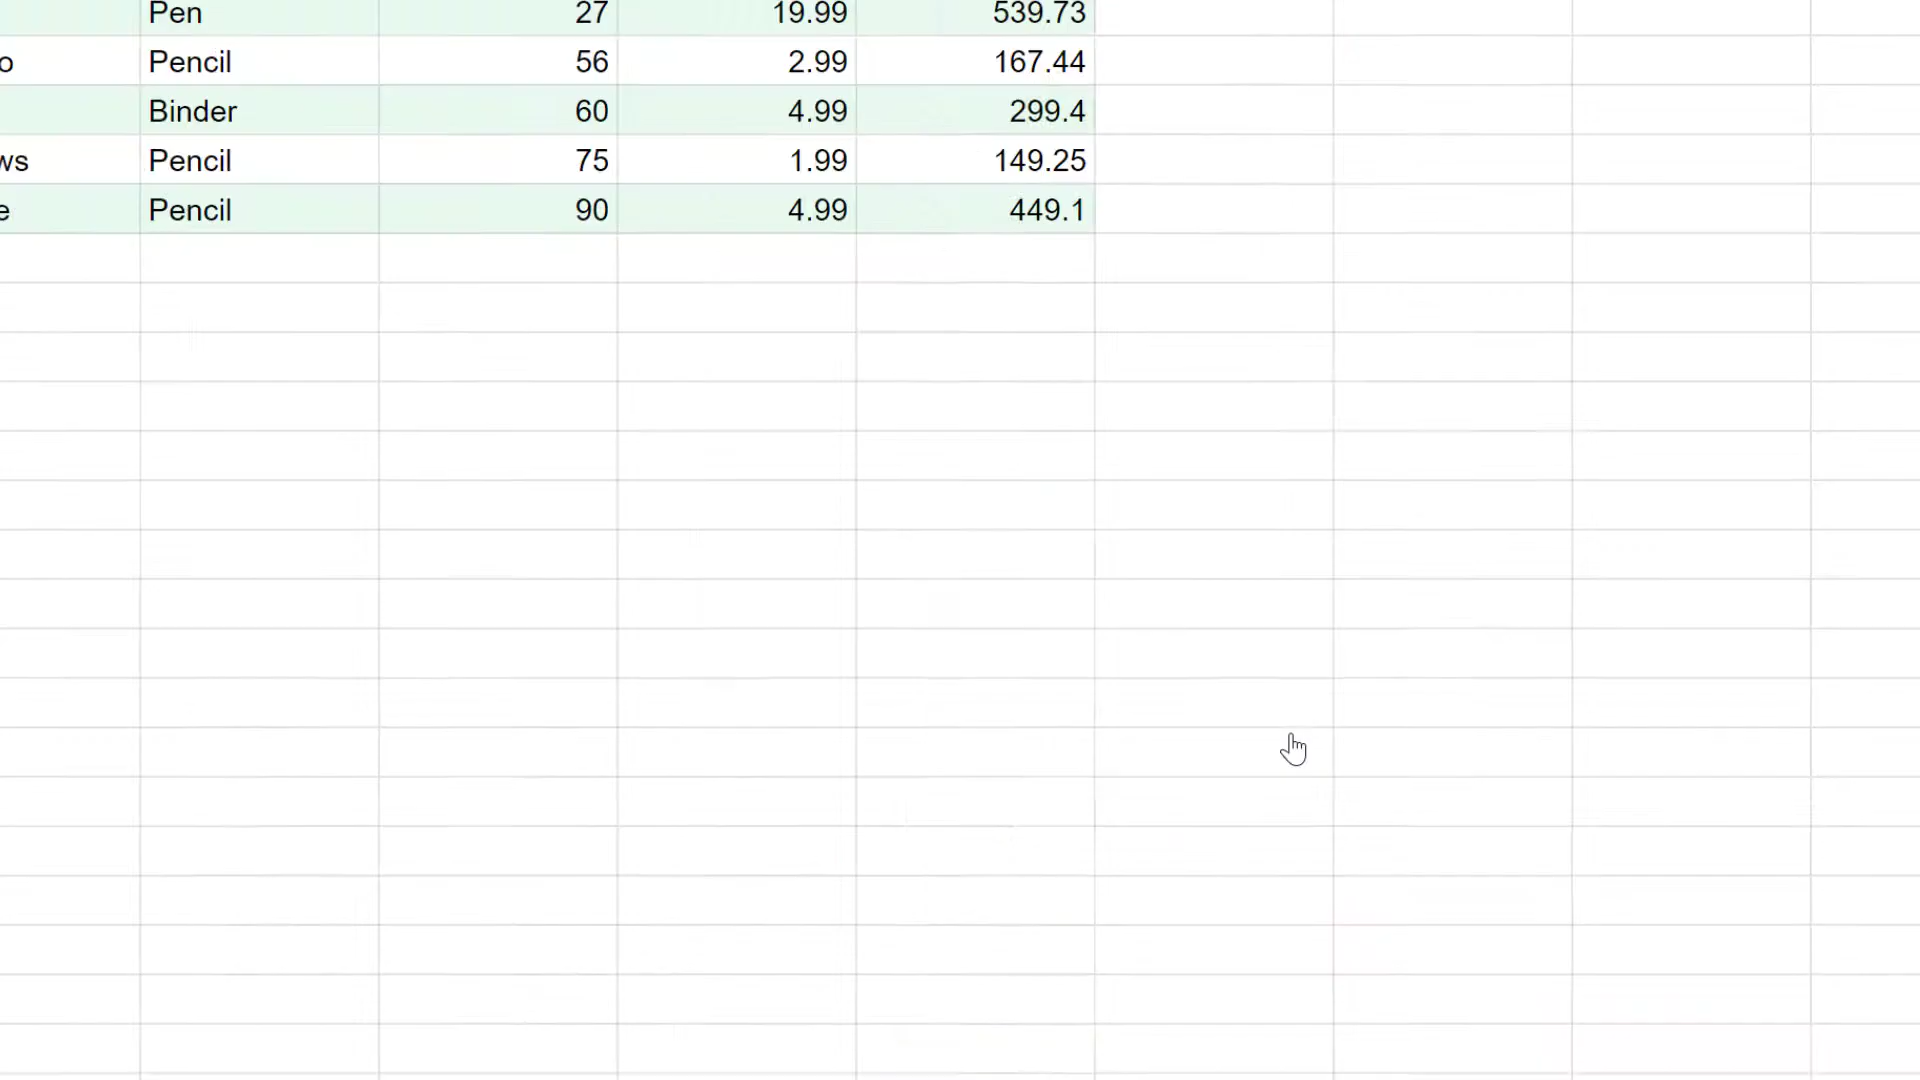 Pen 27 19.99 539.73
o Pencil 56 2.99 167.44
Binder 60 4.99 299.4
ws Pencil 75 1.99 149.25
e Pencil 90 4.99 449.1